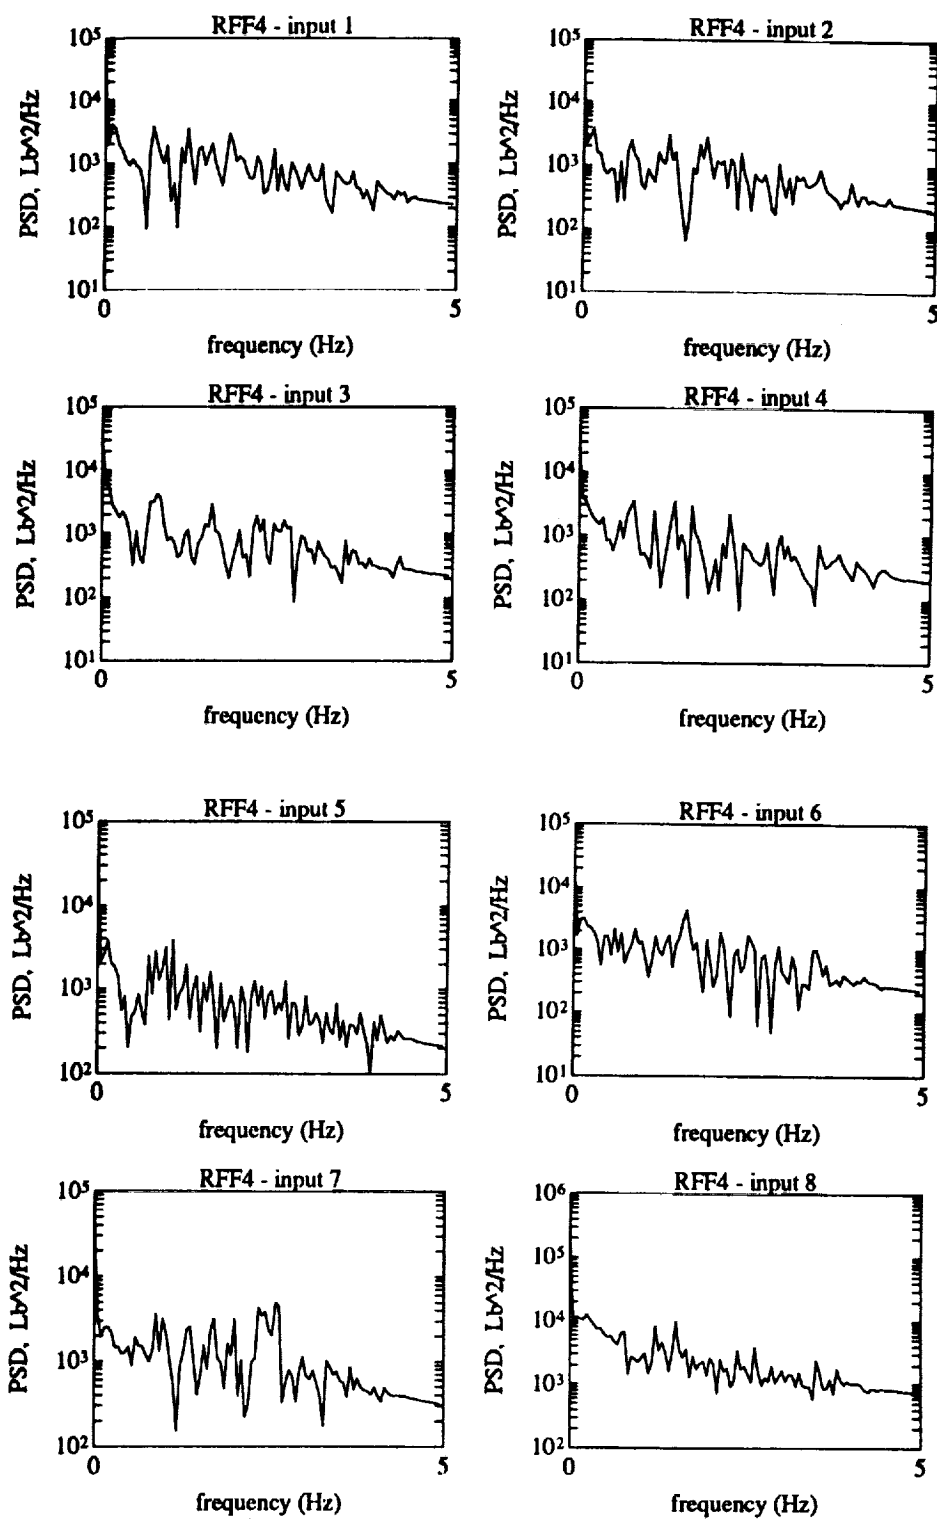 RFF4 - input 1
PSD, Lb^2/Hz
10⁵
10⁴
10³
10²
10¹
0
5
frequency (Hz)
RFF4 - input 2
PSD, Lb^2/Hz
10⁵
10⁴
10³
10²
10¹
0
5
frequency (Hz)
RFF4 - input 3
PSD, Lb^2/Hz
10⁵
10⁴
10³
10²
10¹
0
5
frequency (Hz)
RFF4 - input 4
PSD, Lb^2/Hz
10⁵
10⁴
10³
10²
10¹
0
5
frequency (Hz)
RFF4 - input 5
PSD, Lb^2/Hz
10⁵
10⁴
10³
10²
0
5
frequency (Hz)
RFF4 - input 6
PSD, Lb^2/Hz
10⁵
10⁴
10³
10²
10¹
0
5
frequency (Hz)
RFF4 - input 7
PSD, Lb^2/Hz
10⁵
10⁴
10³
10²
0
5
frequency (Hz)
RFF4 - input 8
PSD, Lb^2/Hz
10⁶
10⁵
10⁴
10³
10²
0
5
frequency (Hz)